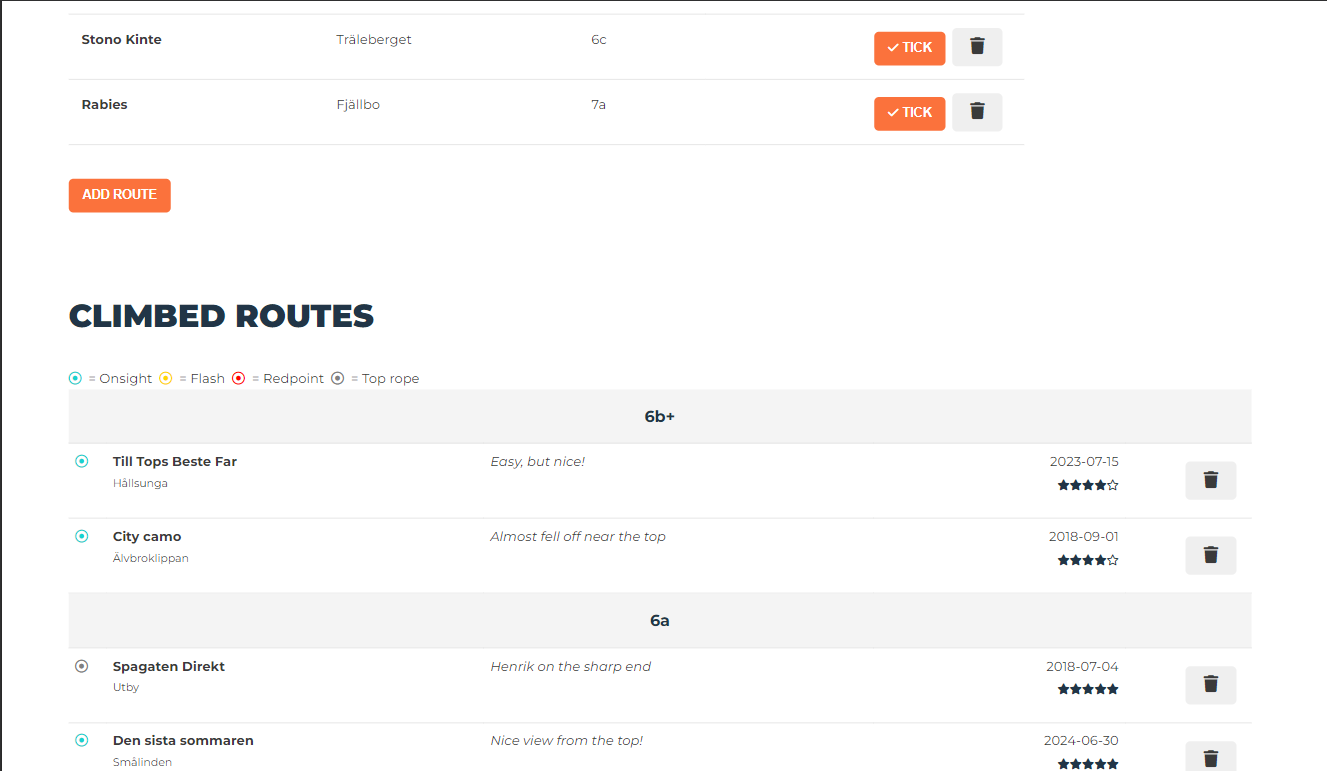 Stono Kinte Träleberget 6c TICK
Rabies Fjällbo 7a TICK
ADD ROUTE
CLIMBED ROUTES
= Onsight = Flash = Redpoint = Top rope
6b+
Till Tops Beste Far Easy, but nice! 2023-07-15
Hällsunga
City camo Almost fell off near the top 2018-09-01
Älvbroklippan
6a
Spagaten Direkt Henrik on the sharp end 2018-07-04
Utby
Den sista sommaren Nice view from the top! 2024-06-30
Smålinden